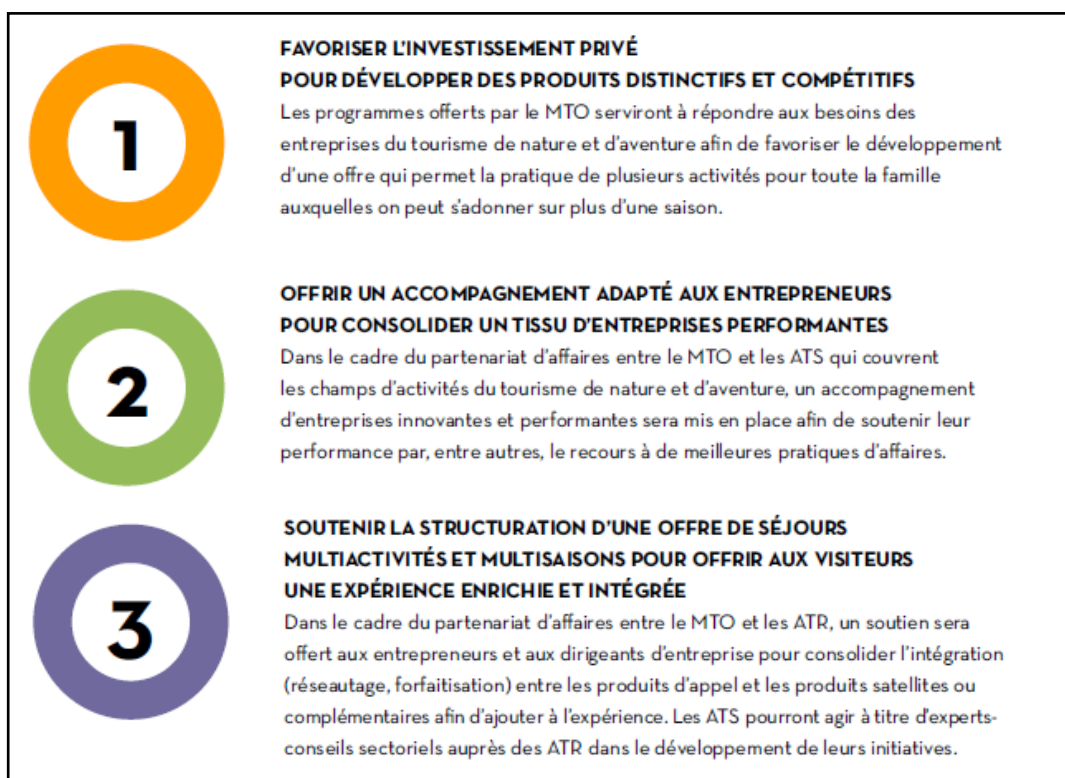 1
FAVORISER L'INVESTISSEMENT PRIVÉ
POUR DÉVELOPPER DES PRODUITS DISTINCTIFS ET COMPÉTITIFS
Les programmes offerts par le MTO serviront à répondre aux besoins des
entreprises du tourisme de nature et d'aventure afin de favoriser le développement
d'une offre qui permet la pratique de plusieurs activités pour toute la famille
auxquelles on peut s'adonner sur plus d'une saison.
2
OFFRIR UN ACCOMPAGNEMENT ADAPTÉ AUX ENTREPRENEURS
POUR CONSOLIDER UN TISSU D'ENTREPRISES PERFORMANTES
Dans le cadre du partenariat d'affaires entre le MTO et les ATS qui couvrent
les champs d'activités du tourisme de nature et d'aventure, un accompagnement
d'entreprises innovantes et performantes sera mis en place afin de soutenir leur
performance par, entre autres, le recours à de meilleures pratiques d'affaires.
3
SOUTENIR LA STRUCTURATION D'UNE OFFRE DE SÉJOURS
MULTIACTIVITÉS ET MULTISAISONS POUR OFFRIR AUX VISITEURS
UNE EXPÉRIENCE ENRICHIE ET INTÉGRÉE
Dans le cadre du partenariat d'affaires entre le MTO et les ATR, un soutien sera
offert aux entrepreneurs et aux dirigeants d'entreprise pour consolider l'intégration
(réseautage, forfaitisation) entre les produits d'appel et les produits satellites ou
complémentaires afin d'ajouter à l'expérience. Les ATS pourront agir à titre d'experts-
conseils sectoriels auprès des ATR dans le développement de leurs initiatives.